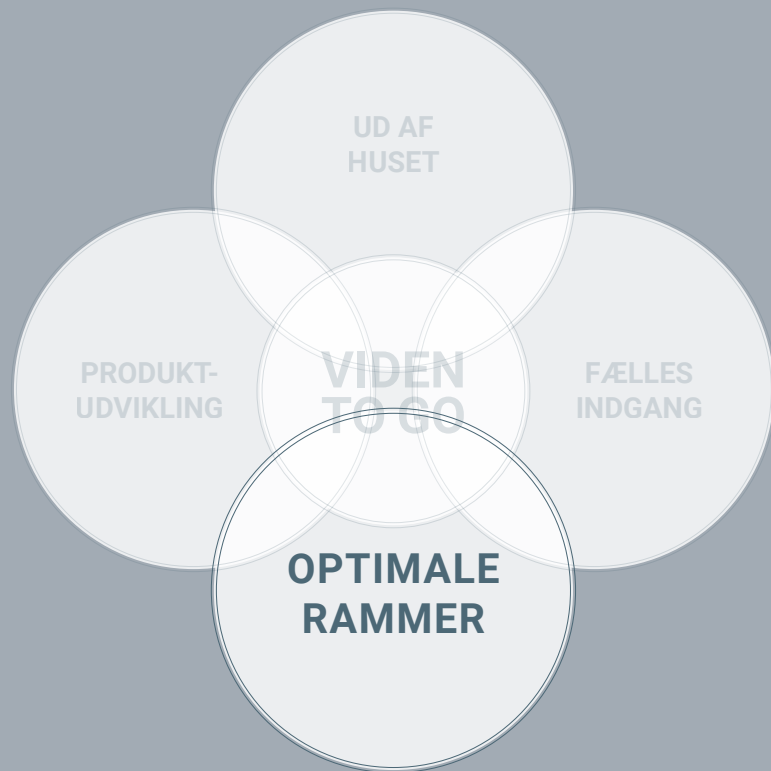 UD AF
HUSET
PRODUKT-
UDVIKLING
VIDEN
TO GO
FÆLLES
INDGANG
OPTIMALE
RAMMER